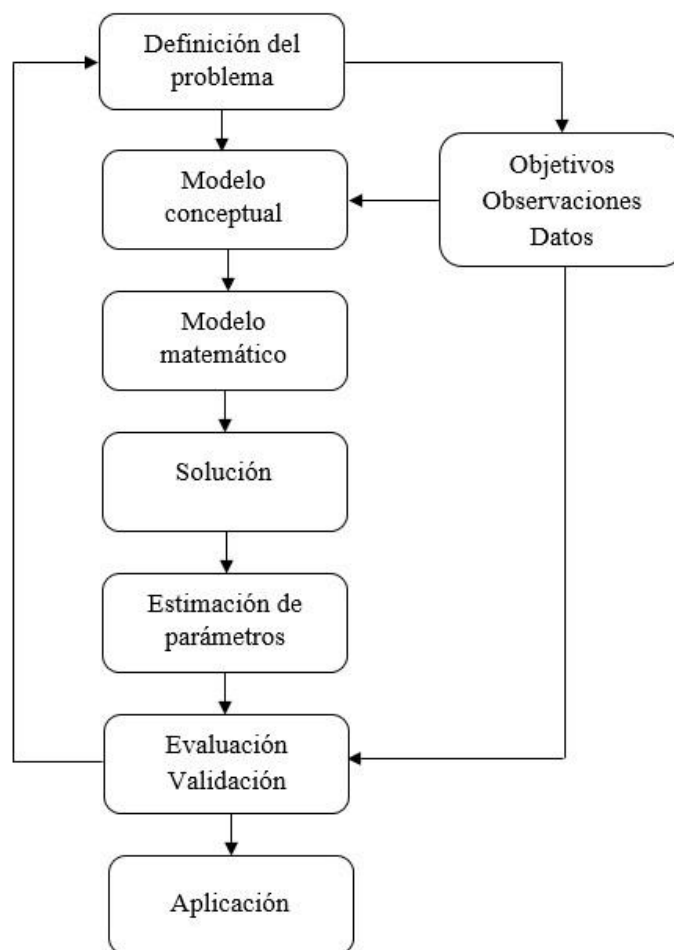 Definición del
problema
Modelo
conceptual
Objetivos
Observaciones
Datos
Modelo
matemático
Solución
Estimación de
parámetros
Evaluación
Validación
Aplicación